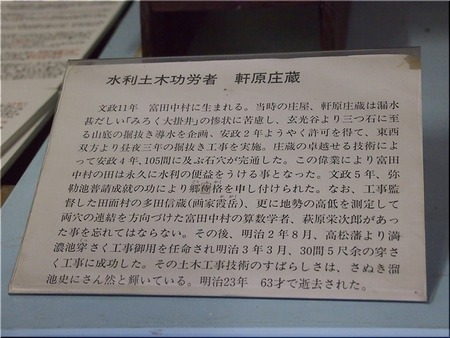 水利土木功労者　軒原庄蔵
文政11年　富田中村に生まれる。当時の庄屋、軒原庄蔵は漏水
甚だしい「みろく大掛井」の惨状に苦慮し、玄光谷より三つ石に至
る山底の掘抜き導水を企画、安政2年ようやく許可を得て、東西
双方より昼夜三年の掘抜き工事を実施。庄蔵の卓越せる技術によ
って安政4年、105間に及ぶ石穴が完通した。この偉業により富田
中村の田は永久に水利の便益をうける事となった。文政5年、弥
勒池普請成就の功により郷侍格を申し付けられた。なお、工事監
督した田面村の多田信蔵(画家霞岳)、更に地勢の高低を測定して
両穴の連結を方向づけた富田中村の算数学者、萩原栄次郎があっ
た事を忘れてはならない。その後、明治2年8月、高松藩より満
濃池穿さく工事御用を任命され明治3年3月、30間5尺余の穿さ
く工事に成功した。その土木工事技術のすばらしさは、さぬき溜
池史にさん然と輝いている。明治23年　63才で逝去された。